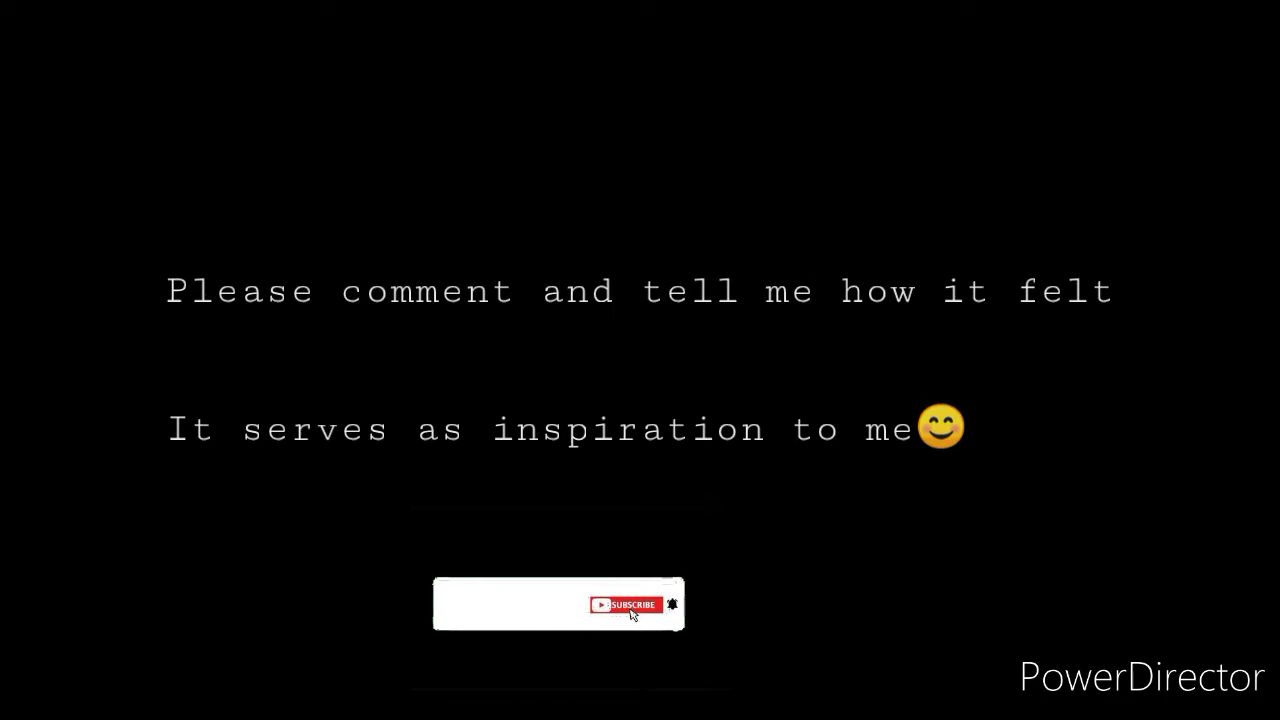 Please comment and tell me how it felt
It serves as inspiration to me😊
SUBSCRIBE
PowerDirector